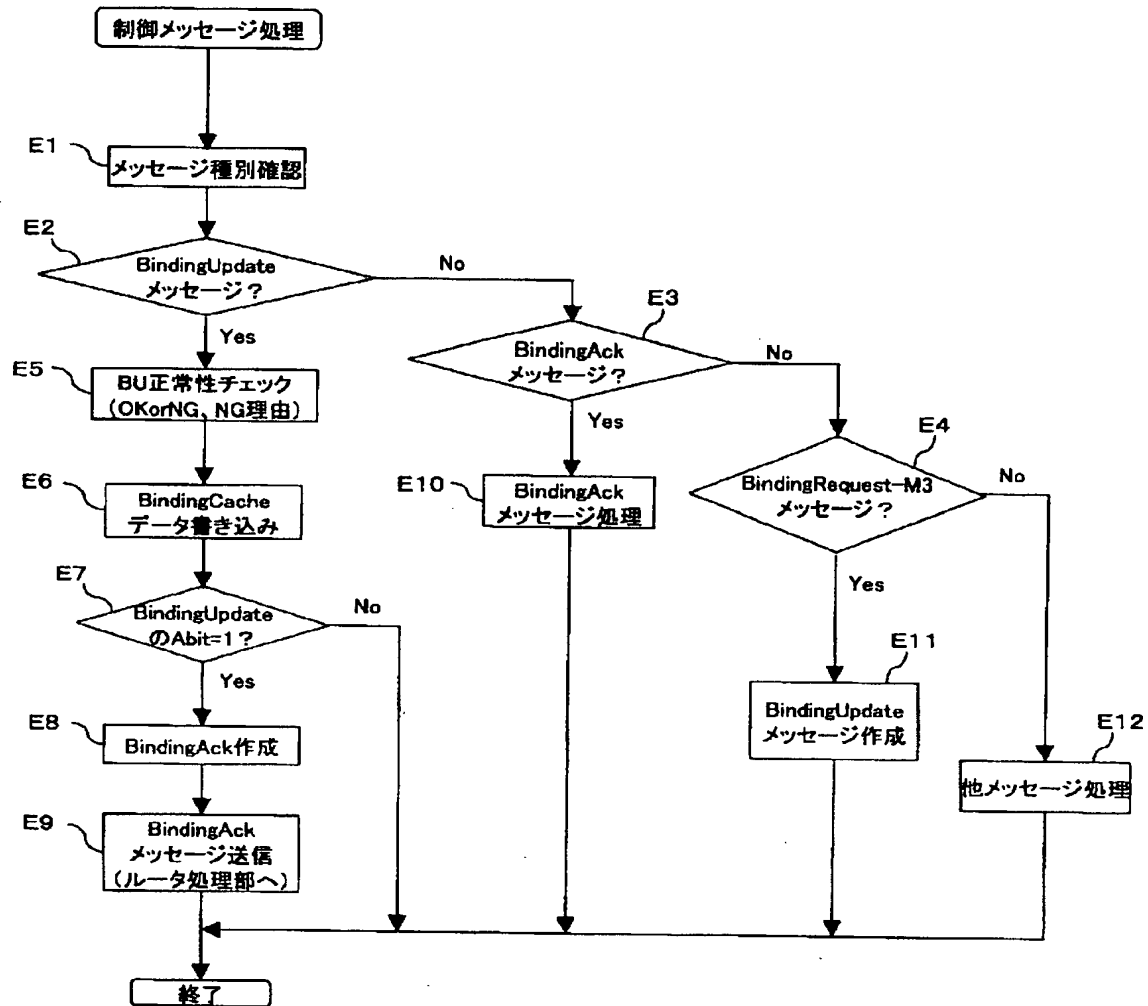 制御メッセージ処理
E1
メッセージ種別確認
E2
BindingUpdate
メッセージ？
No
Yes
E3
BindingAck
メッセージ？
No
Yes
E5
BU正常性チェック
（OKorNG、NG理由）
E4
BindingRequest-M3
メッセージ？
No
Yes
E6
BindingCache
データ書き込み
E10
BindingAck
メッセージ処理
E7
BindingUpdate
のAbit=1？
No
Yes
E11
BindingUpdate
メッセージ作成
E8
BindingAck作成
E12
他メッセージ処理
E9
BindingAck
メッセージ送信
（ルータ処理部へ）
終了